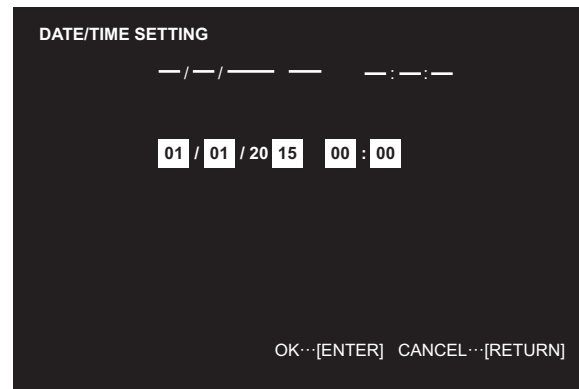 DATE/TIME SETTING
—/—/—— —— —:—:—
01 / 01 / 20 15 00 : 00
OK···[ENTER] CANCEL···[RETURN]